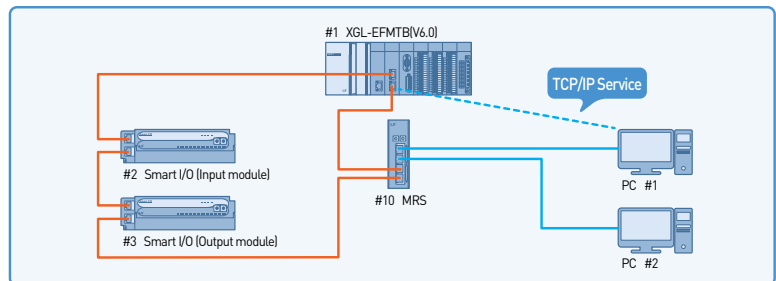 #1 XGL-EFMTB(V6.0)
TCP/IP Service
#2 Smart I/O (Input module)
#10 MRS
PC #1
#3 Smart I/O (Output module)
PC #2